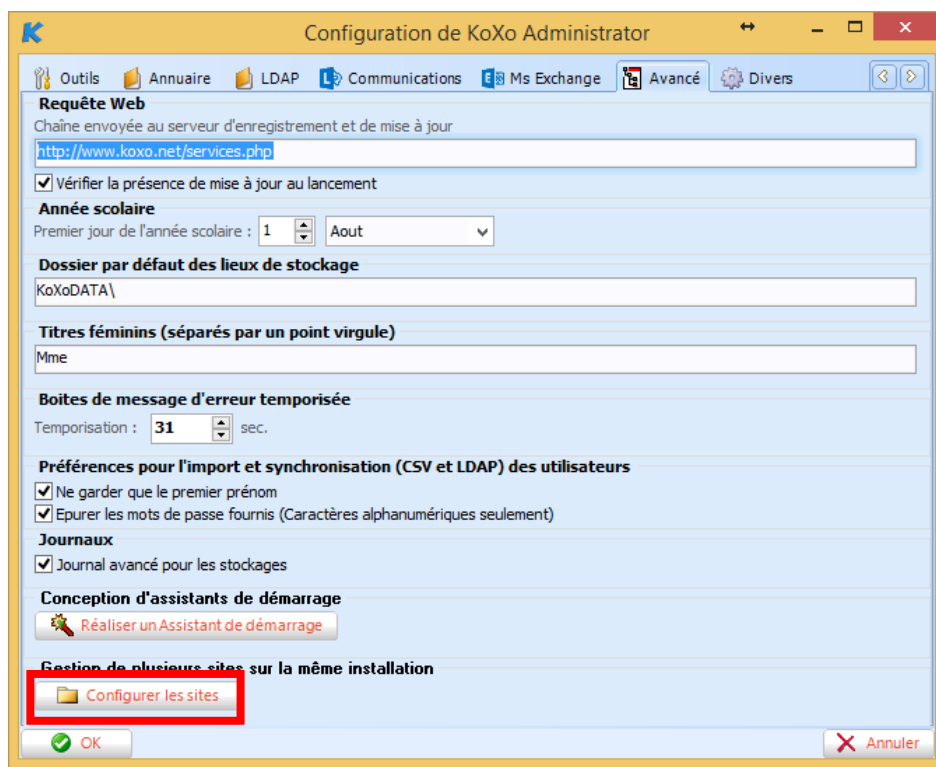 Configuration de KoXo Administrator
Outils Annuaire LDAP Communications Ms Exchange Avancé Divers
Requête Web
Chaîne envoyée au serveur d'enregistrement et de mise à jour
http://www.koxo.net/services.php
Vérifier la présence de mise à jour au lancement
Année scolaire
Premier jour de l'année scolaire : 1 Aout
Dossier par défaut des lieux de stockage
KoXoDATA\
Titres féminins (séparés par un point virgule)
Mme
Boites de message d'erreur temporisée
Temporisation : 31 sec.
Préférences pour l'import et synchronisation (CSV et LDAP) des utilisateurs
Ne garder que le premier prénom
Epurer les mots de passe fournis (Caractères alphanumériques seulement)
Journaux
Journal avancé pour les stockages
Conception d'assistants de démarrage
Réaliser un Assistant de démarrage
Gestion de plusieurs sites sur la même installation
Configurer les sites
OK Annuler